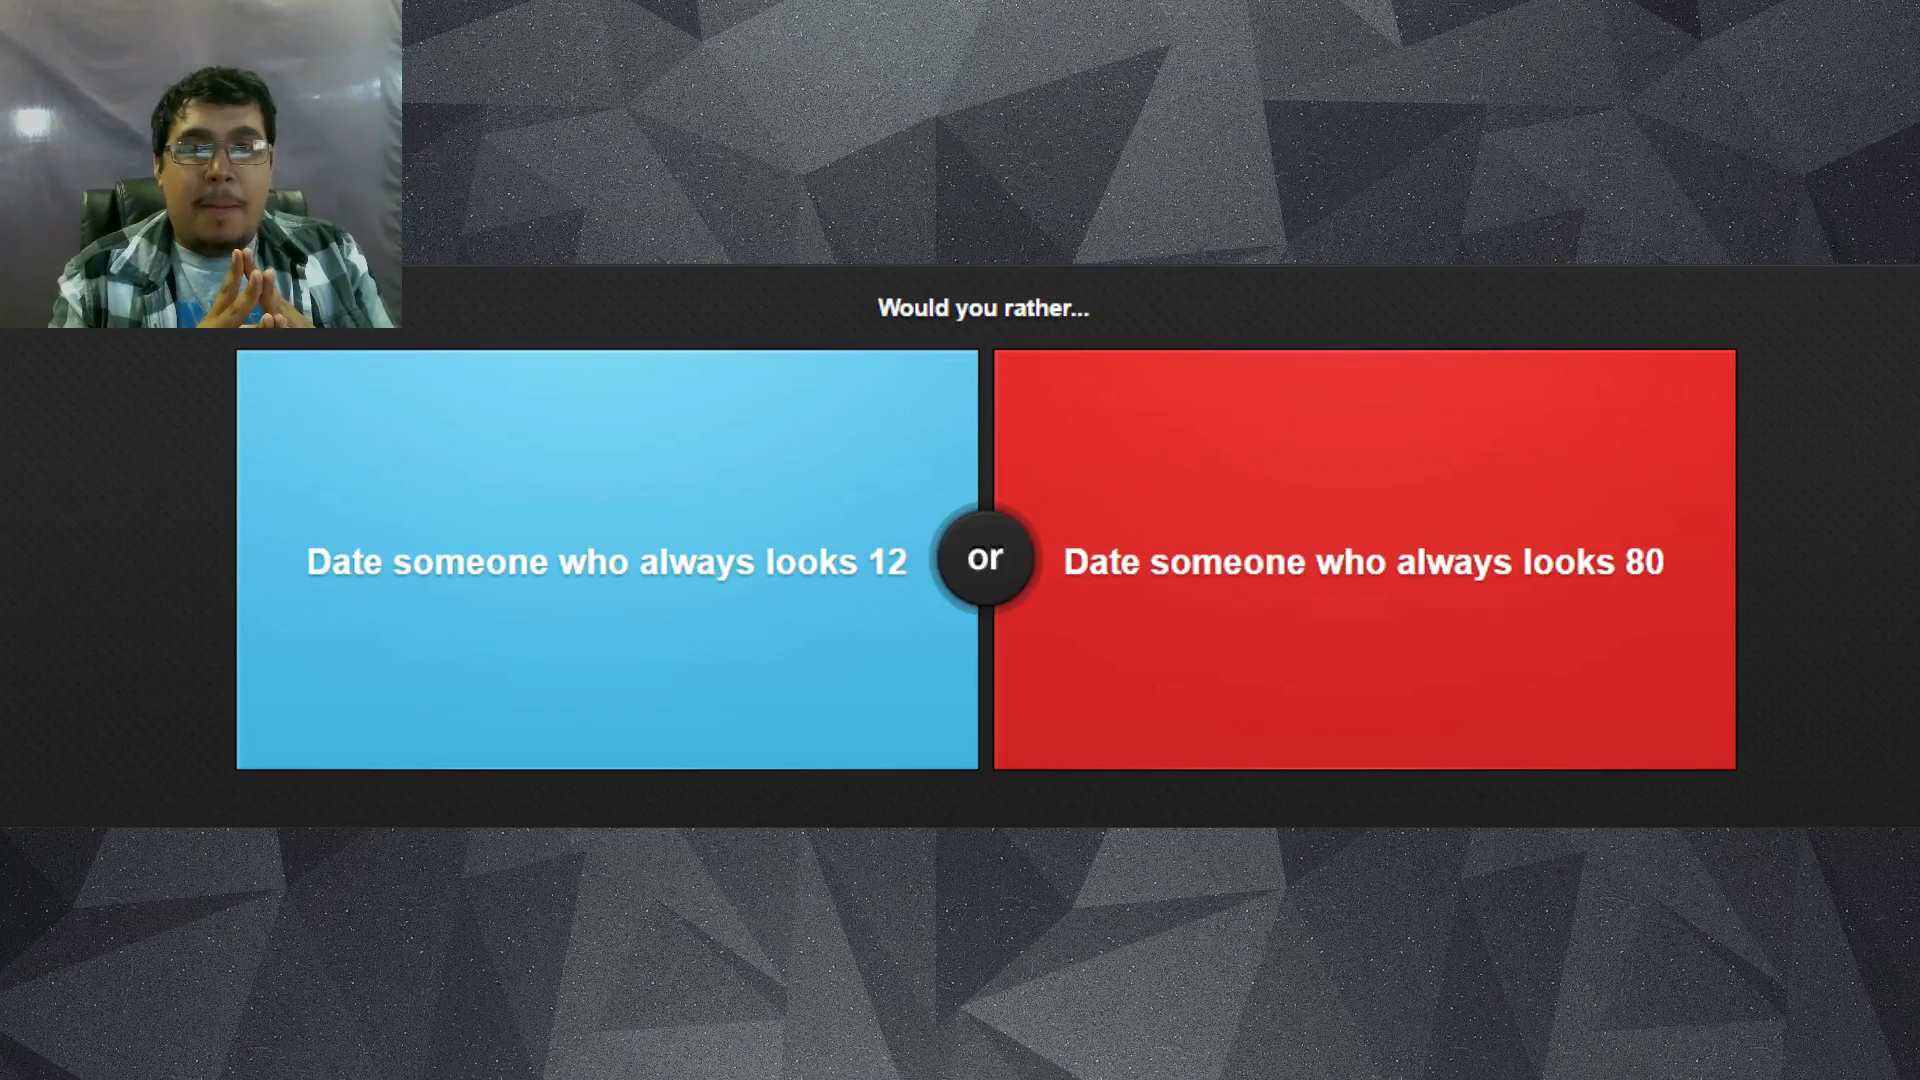 Would you rather...
Date someone who always looks 12
or
Date someone who always looks 80